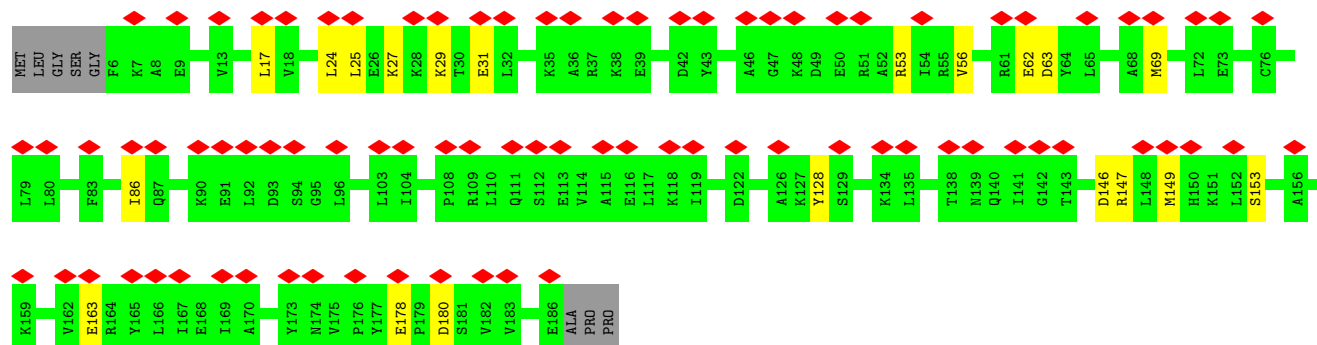 MET LEU GLY SER GLY F6 K7 A8 E9 V13 L17 V18 L24 L25 E26 K27 K28 K29 T30 E31 L32 K35 A36 R37 K38 E39 D42 Y43 A46 G47 K48 D49 E50 R51 A52 R53 I54 R55 V56 R61 E62 D63 Y64 L65 A68 M69 L72 E73 C76
L79 L80 F83 I86 Q87 K90 E91 L92 D93 S94 G95 L96 L103 I104 P108 R109 L110 Q111 S112 E113 V114 A115 E116 L117 K118 I119 D122 A126 K127 Y128 S129 K134 L135 T138 N139 Q140 I141 G142 T143 D146 R147 L148 M149 H150 K151 L152 S153 A156
K159 V162 E163 R164 Y165 L166 I167 E168 I169 A170 Y173 N174 V175 P176 Y177 E178 P179 D180 S181 V182 V183 E186 ALA PRO PRO